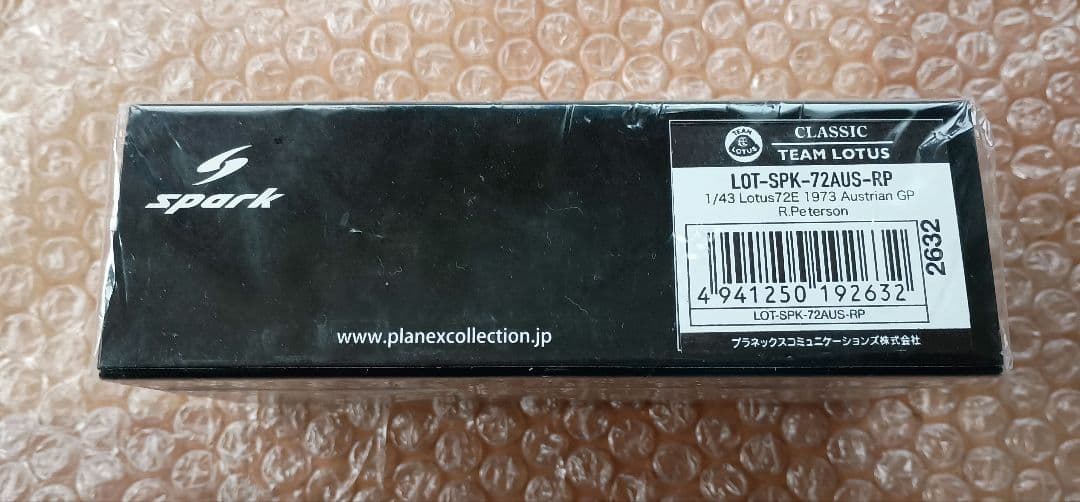 spark
www.planexcollection.jp
TEAM
LOTUS
CLASSIC
TEAM LOTUS
LOT-SPK-72AUS-RP
1/43 Lotus72E 1973 Austrian GP
R.Peterson
2632
4 941250 192632
LOT-SPK-72AUS-RP
プラネックスコミュニケーションズ株式会社